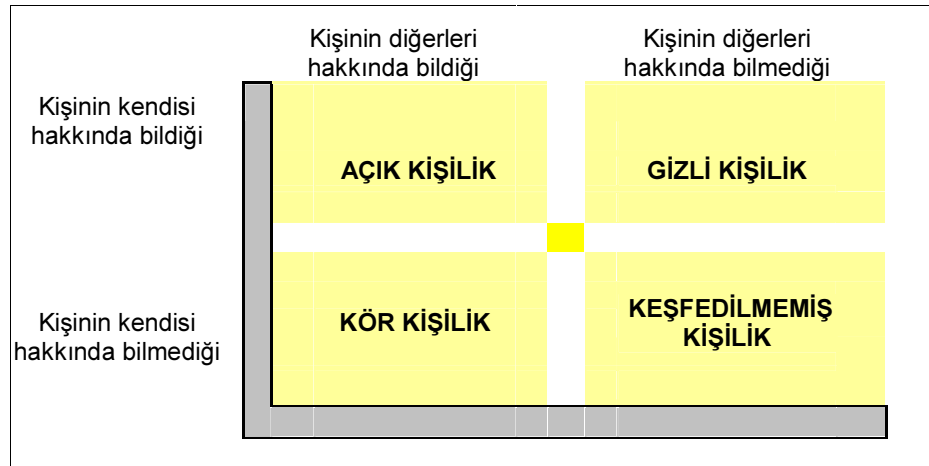 Kişinin diğerleri
hakkında bildiği
Kişinin diğerleri
hakkında bilmediği
Kişinin kendisi
hakkında bildiği
AÇIK KİŞİLİK
GİZLİ KİŞİLİK
Kişinin kendisi
hakkında bilmediği
KÖR KİŞİLİK
KEŞFEDİLMEMİŞ
KİŞİLİK